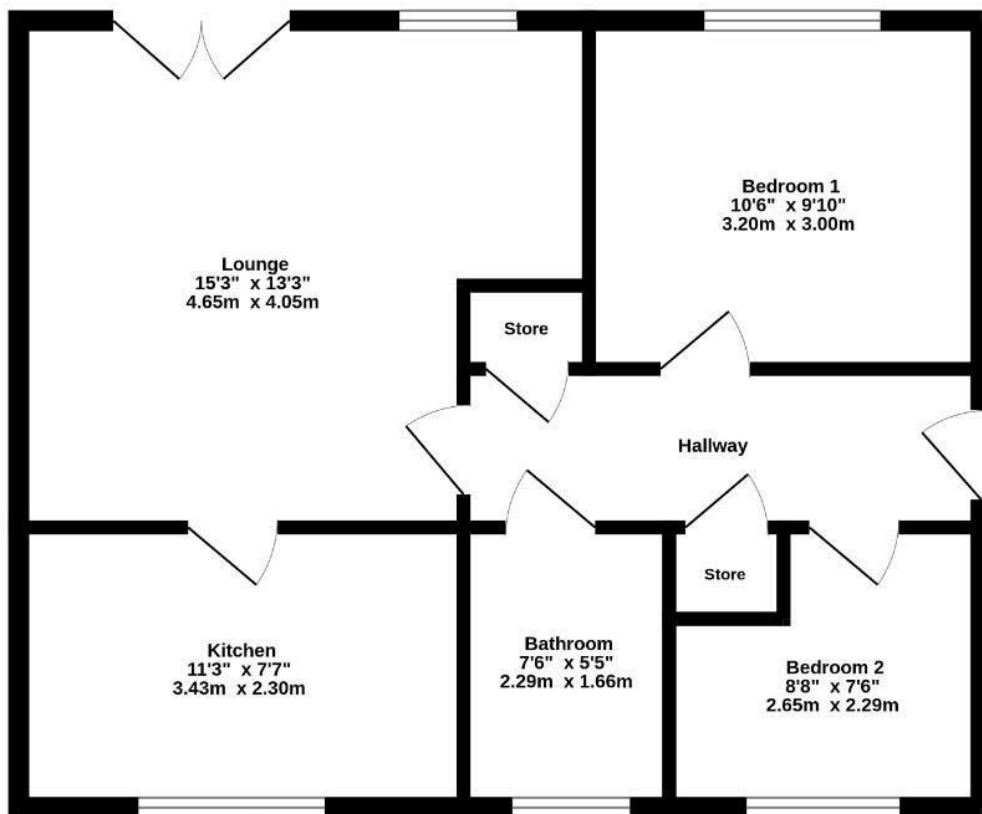 Bedroom 1
10'6" x 9'10"
3.20m x 3.00m
Lounge
15'3" x 13'3"
4.65m x 4.05m
Store
Hallway
Store
Kitchen
11'3" x 7'7"
3.43m x 2.30m
Bathroom
7'6" x 5'5"
2.29m x 1.66m
Bedroom 2
8'8" x 7'6"
2.65m x 2.29m